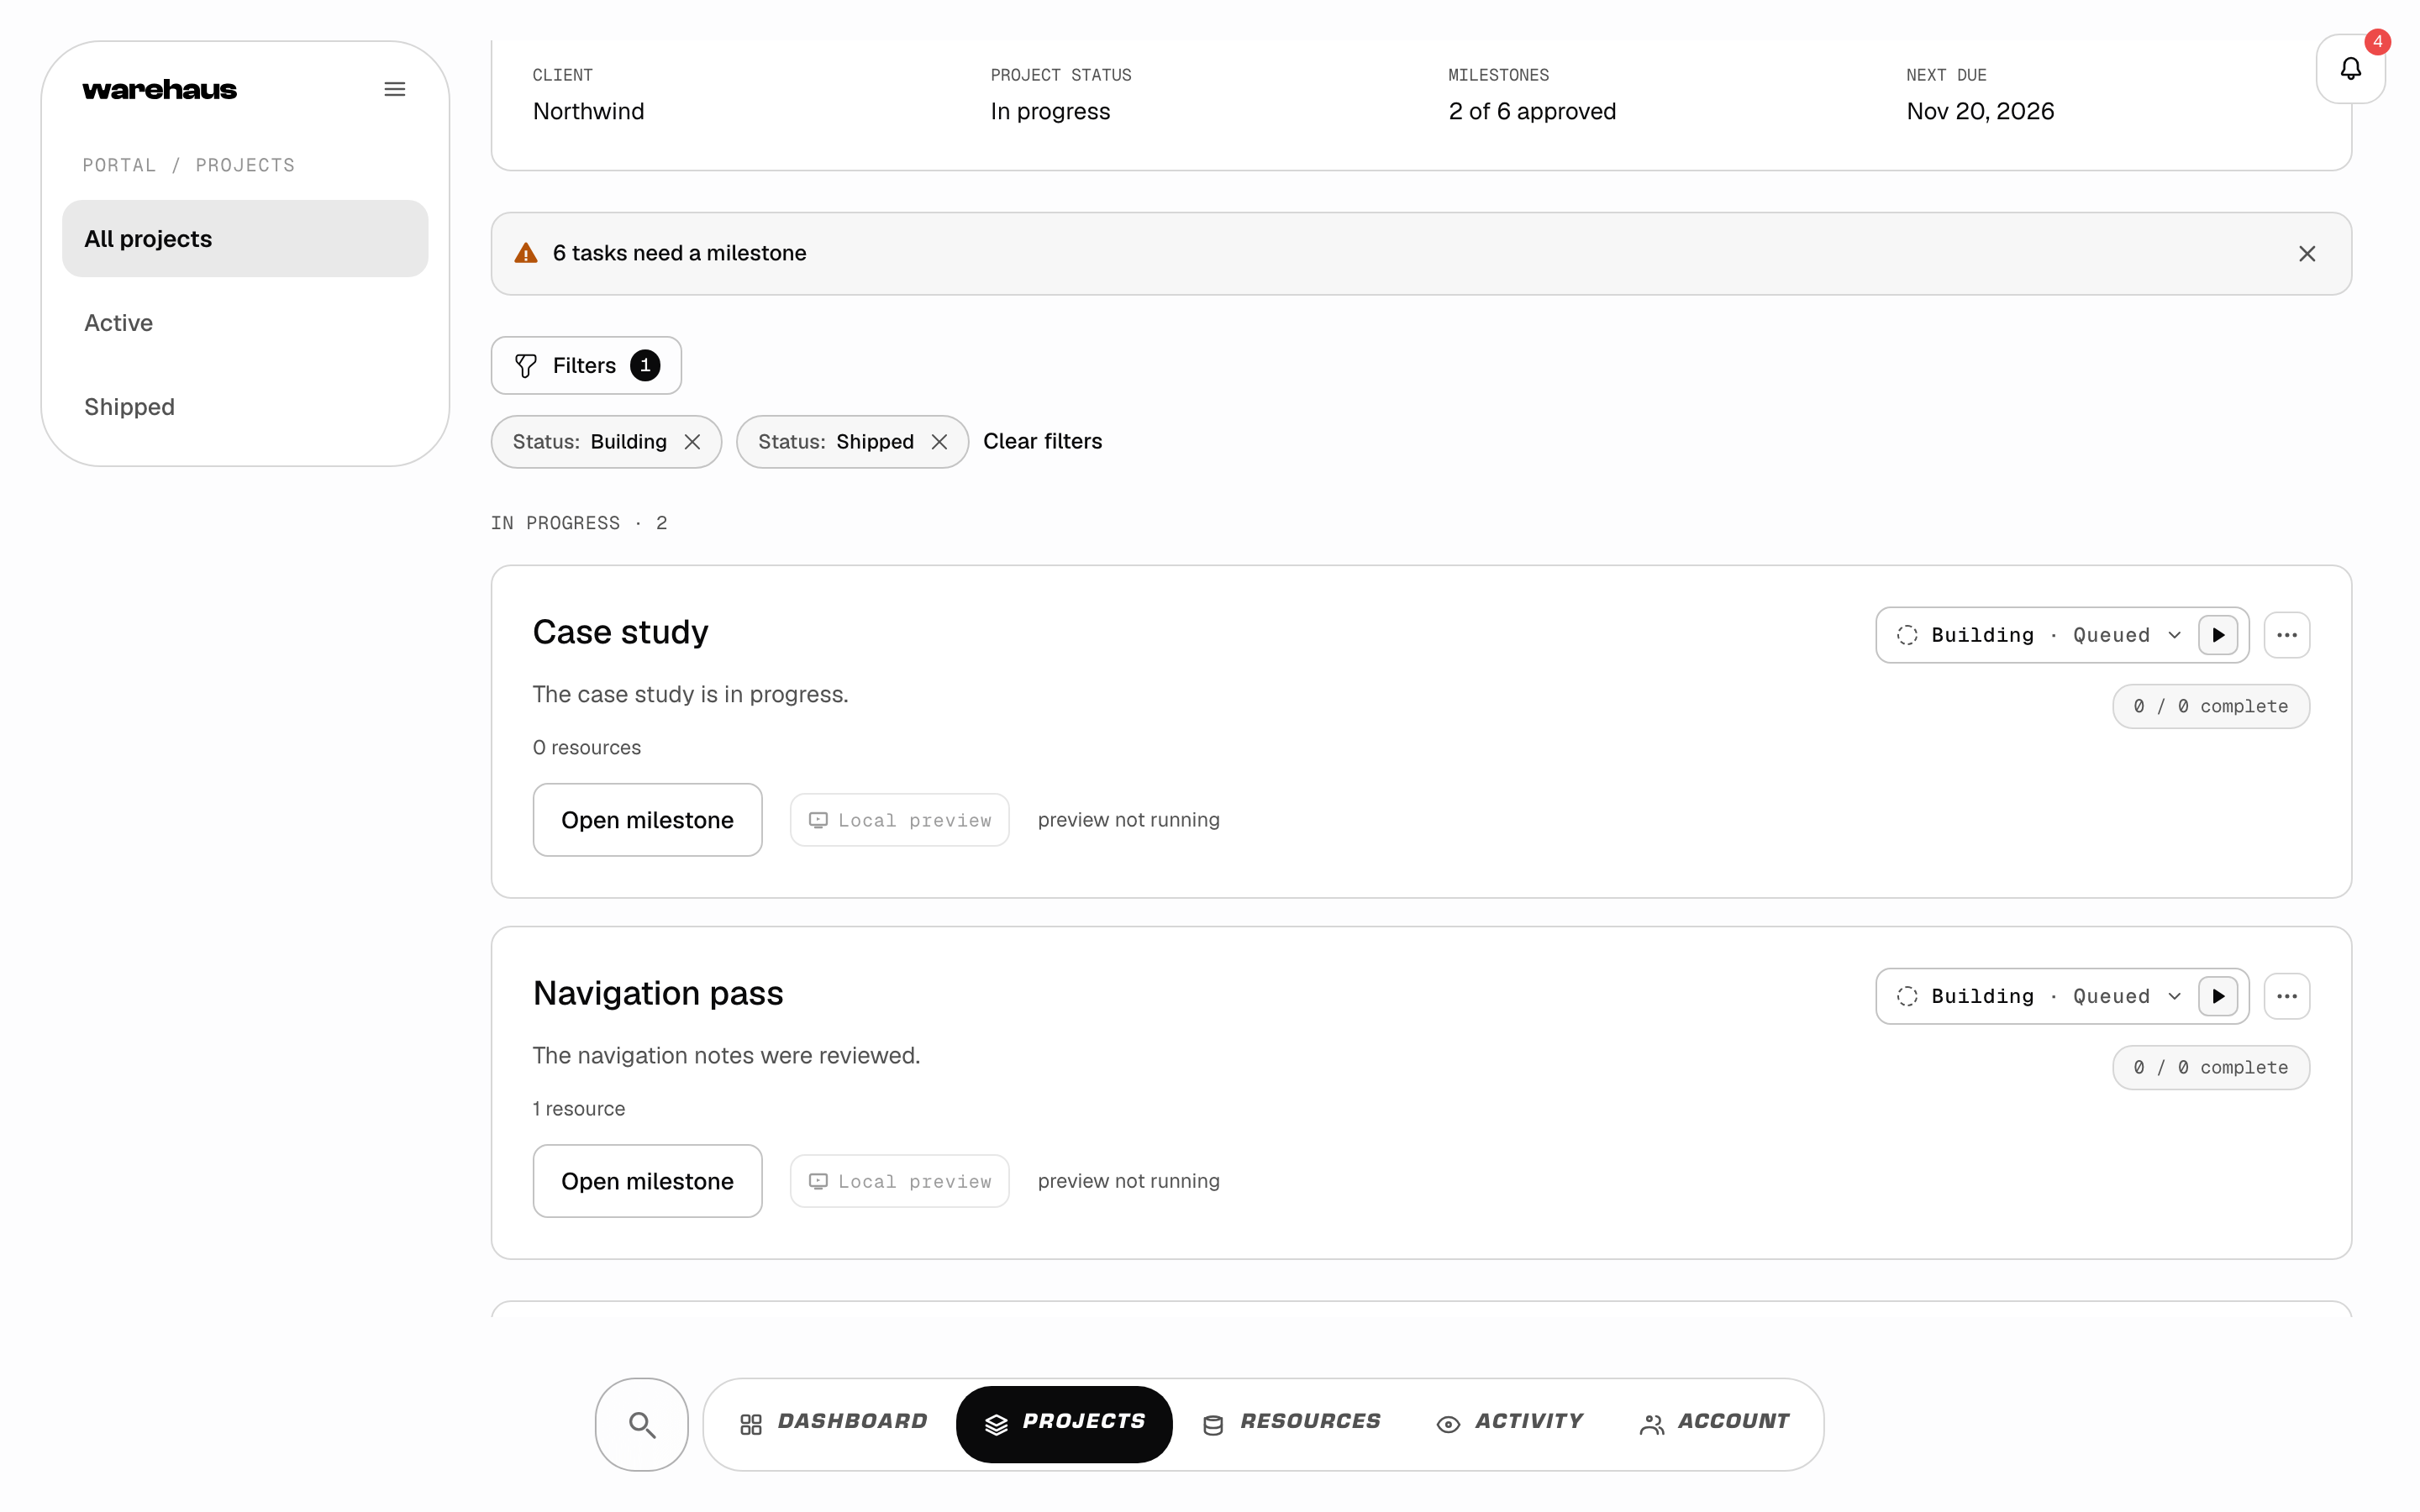 warehaus
PORTAL / PROJECTS
All projects
Active
Shipped
CLIENT
Northwind
PROJECT STATUS
In progress
MILESTONES
2 of 6 approved
NEXT DUE
Nov 20, 2026
4
6 tasks need a milestone
Filters 1
Status: Building
Status: Shipped
Clear filters
IN PROGRESS · 2
Case study
Building · Queued
The case study is in progress.
0 / 0 complete
0 resources
Open milestone
Local preview
preview not running
Navigation pass
Building · Queued
The navigation notes were reviewed.
0 / 0 complete
1 resource
Open milestone
Local preview
preview not running
DASHBOARD
PROJECTS
RESOURCES
ACTIVITY
ACCOUNT